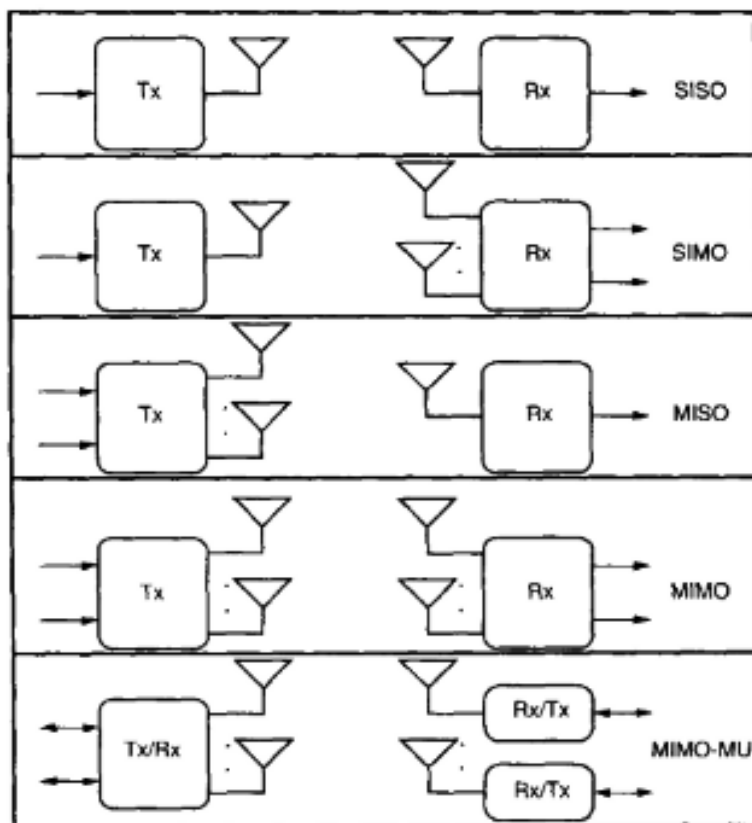 Tx Rx SISO
Tx Rx SIMO
Tx Rx MISO
Tx Rx MIMO
Rx/Tx
Tx/Rx MIMO-MU
Rx/Tx